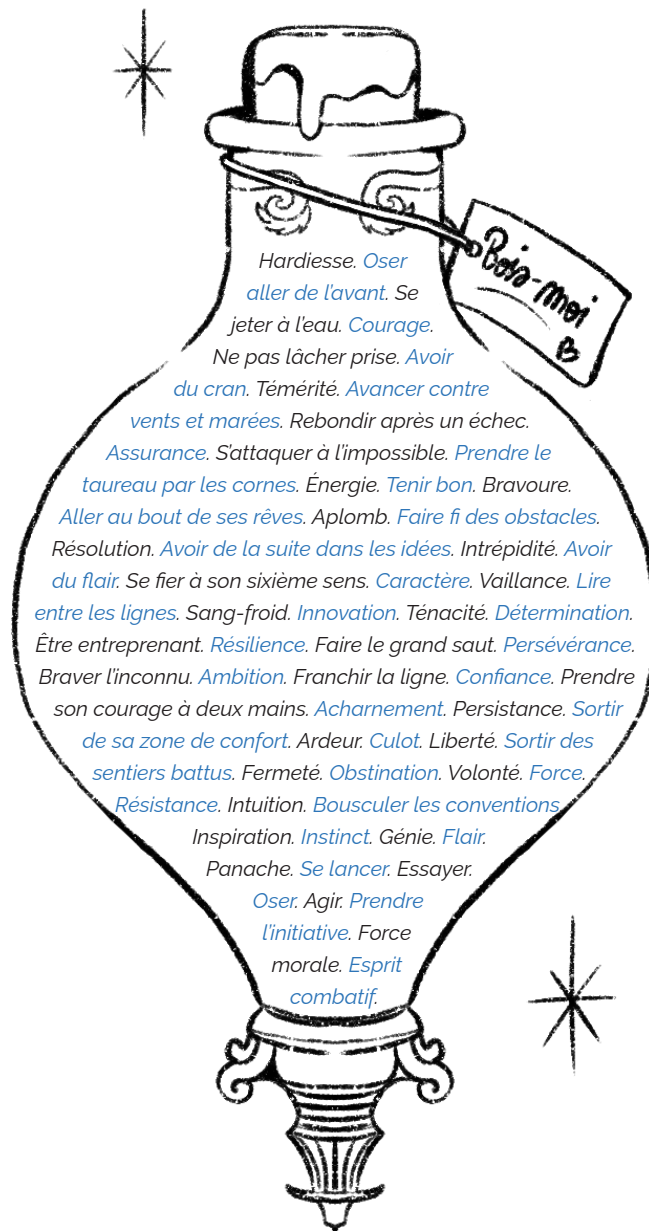 Bois-moi
Hardiesse. Oser
aller de l'avant. Se
jeter à l'eau. Courage.
Ne pas lâcher prise. Avoir
du cran. Témérité. Avancer contre
vents et marées. Rebondir après un échec.
Assurance. S'attaquer à l'impossible. Prendre le
taureau par les cornes. Énergie. Tenir bon. Bravoure.
Aller au bout de ses rêves. Aplomb. Faire fi des obstacles.
Résolution. Avoir de la suite dans les idées. Intrépidité. Avoir
du flair. Se fier à son sixième sens. Caractère. Vaillance. Lire
entre les lignes. Sang-froid. Innovation. Ténacité. Détermination.
Être entreprenant. Résilience. Faire le grand saut. Persévérance.
Braver l'inconnu. Ambition. Franchir la ligne. Confiance. Prendre
son courage à deux mains. Acharnement. Persistance. Sortir
de sa zone de confort. Ardeur. Culot. Liberté. Sortir des
sentiers battus. Fermeté. Obstination. Volonté. Force.
Résistance. Intuition. Bousculer les conventions
Inspiration. Instinct. Génie. Flair.
Panache. Se lancer. Essayer.
Oser. Agir. Prendre
l'initiative. Force
morale. Esprit
combatif.